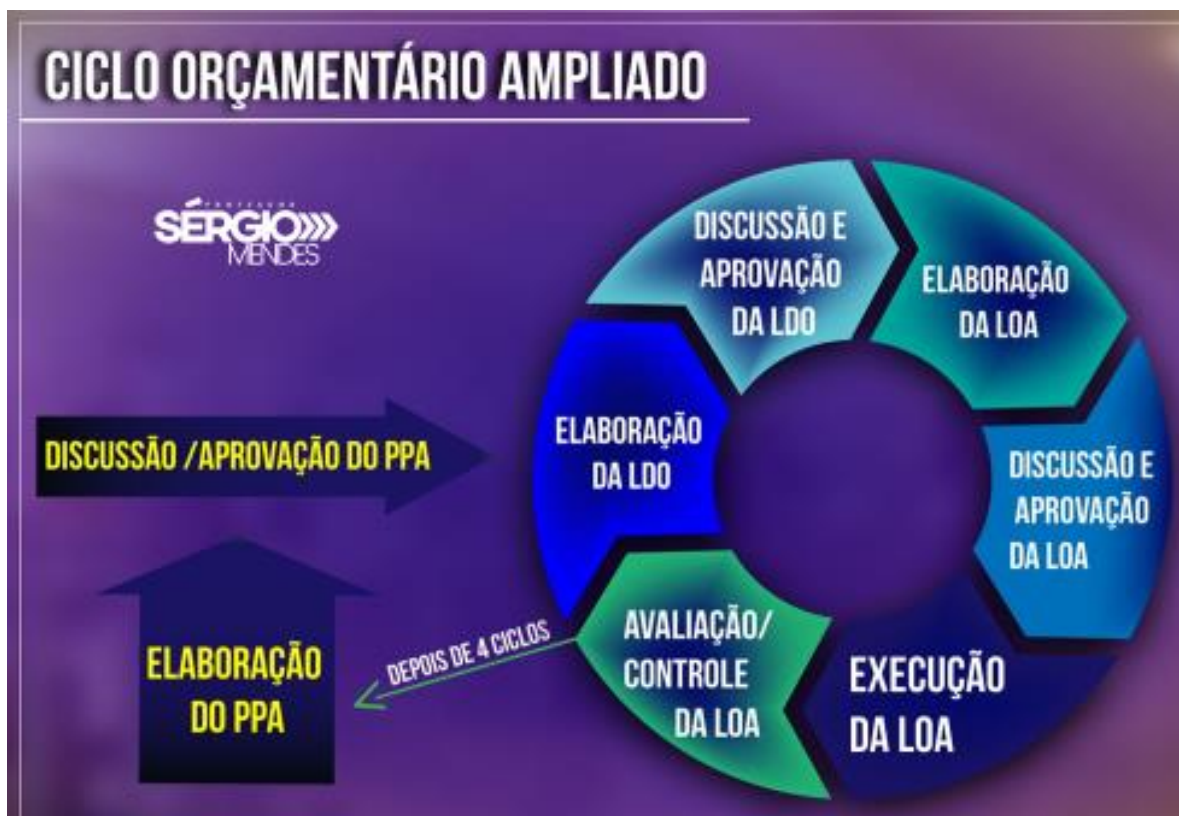 CICLO ORÇAMENTÁRIO AMPLIADO
PROFESSOR
SÉRGIO
MENDES
DISCUSSÃO E
APROVAÇÃO
DA LDO
ELABORAÇÃO
DA LOA
DISCUSSÃO E
APROVAÇÃO
DA LOA
EXECUÇÃO
DA LOA
AVALIAÇÃO/
CONTROLE
DA LOA
ELABORAÇÃO
DA LDO
DISCUSSÃO /APROVAÇÃO DO PPA
ELABORAÇÃO
DO PPA
DEPOIS DE 4 CICLOS